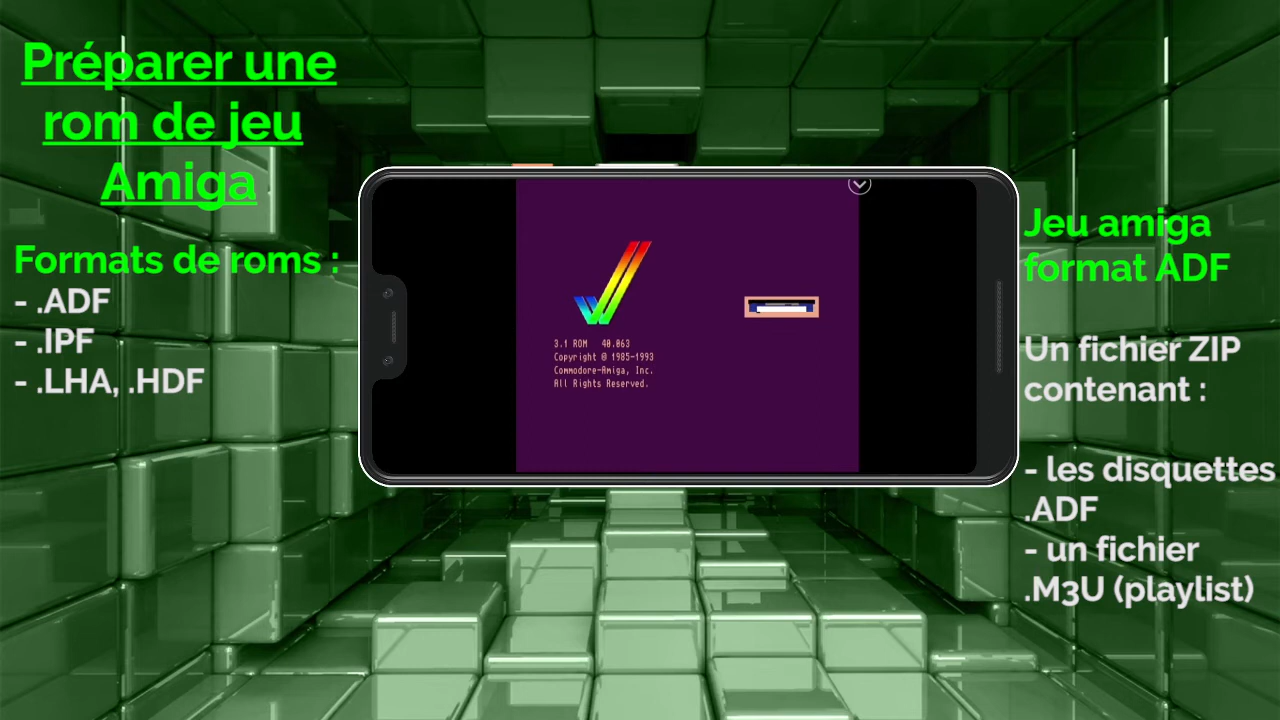 Préparer une
rom de jeu
Amiga
Formats de roms :
- .ADF
- .IPF
- .LHA, .HDF
3.1 ROM 40.063
Copyright © 1985-1993
Commodore-Amiga, Inc.
All Rights Reserved.
Jeu amiga
format ADF
Un fichier ZIP
contenant :
- les disquettes
.ADF
- un fichier
.M3U (playlist)